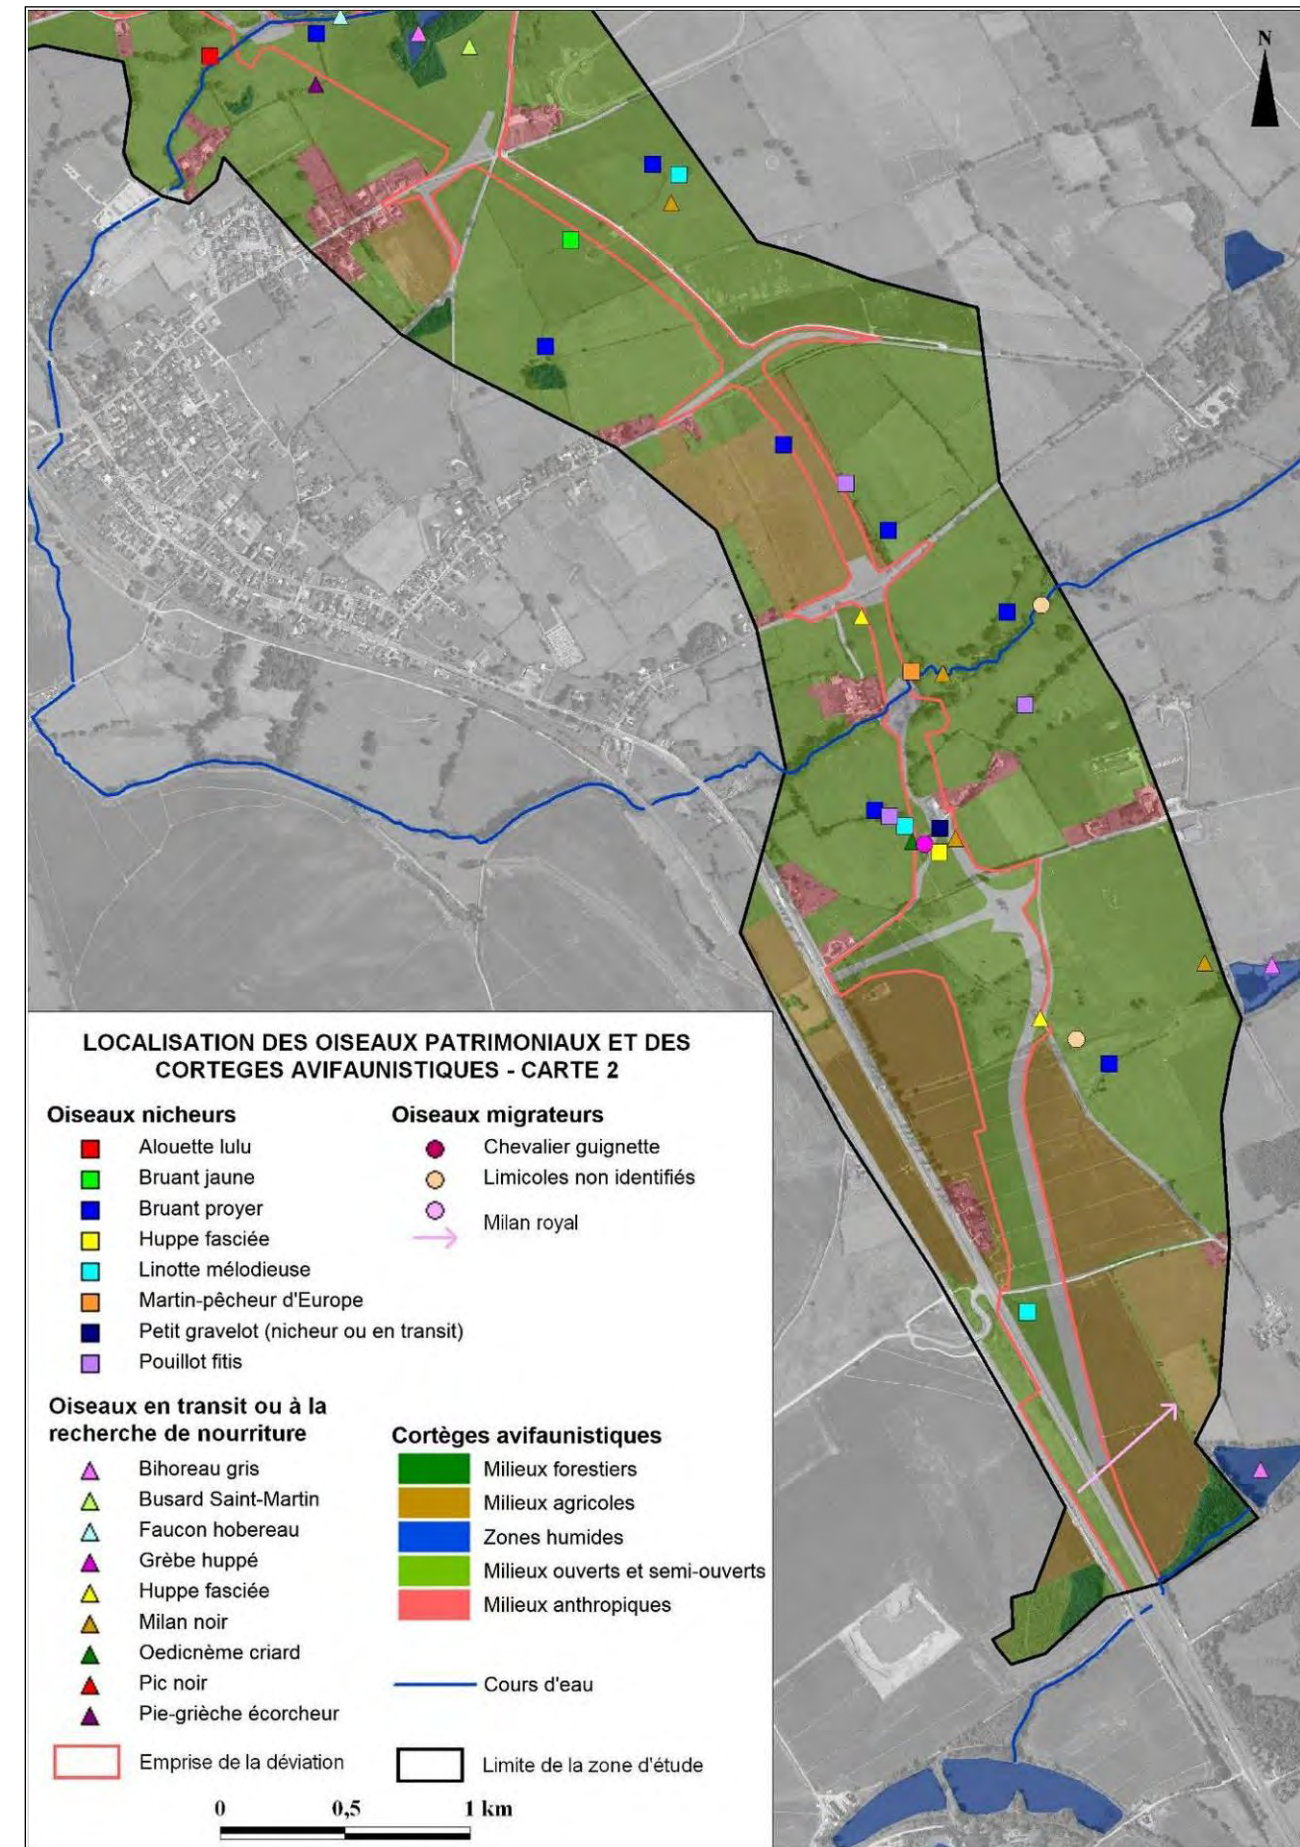 N
LOCALISATION DES OISEAUX PATRIMONIAUX ET DES
CORTEGES AVIFAUNISTIQUES - CARTE 2
Oiseaux nicheurs
Alouette lulu
Bruant jaune
Bruant proyer
Huppe fasciée
Linotte mélodieuse
Martin-pêcheur d'Europe
Petit gravelot (nicheur ou en transit)
Pouillot fitis
Oiseaux migrateurs
Chevalier guignette
Limicoles non identifiés
Milan royal
Oiseaux en transit ou à la
recherche de nourriture
Bihoreau gris
Busard Saint-Martin
Faucon hobereau
Grèbe huppé
Huppe fasciée
Milan noir
Oedicnème criard
Pic noir
Pie-grièche écorcheur
Cortèges avifaunistiques
Milieux forestiers
Milieux agricoles
Zones humides
Milieux ouverts et semi-ouverts
Milieux anthropiques
Cours d'eau
Emprise de la déviation
Limite de la zone d'étude
0 0,5 1 km